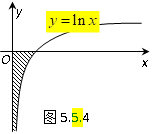 y
y = ln x
O
x
图 5.5.4